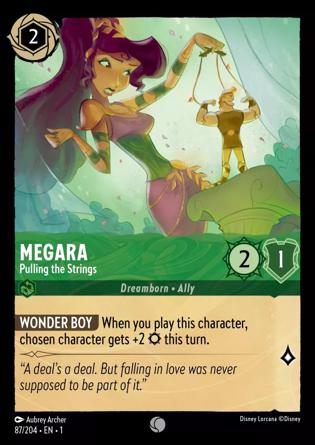 2
MEGARA
Pulling the Strings
2
1
Dreamborn • Ally
WONDER BOY When you play this character,
chosen character gets +2 this turn.
“A deal’s a deal. But falling in love was never
supposed to be part of it.”
Aubrey Archer
87/204 • EN • 1
Disney Lorcana ©Disney